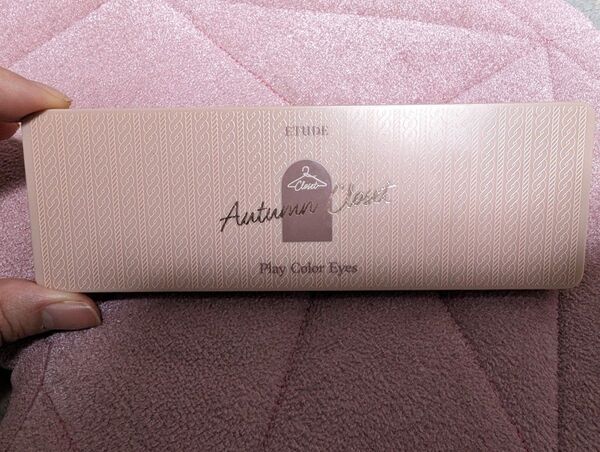 ETUDE
Closet
Autumn Closet
Play Color Eyes